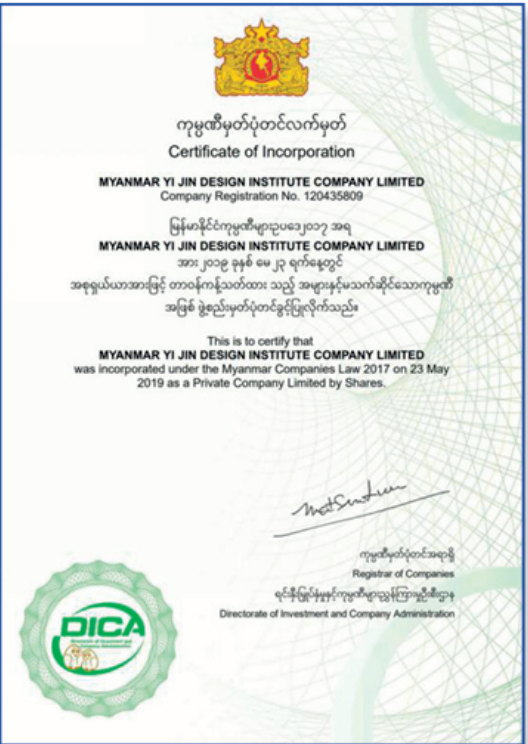 ကုမ္ပဏီမှတ်ပုံတင်လက်မှတ်
Certificate of Incorporation
MYANMAR YI JIN DESIGN INSTITUTE COMPANY LIMITED
Company Registration No. 120435809
မြန်မာနိုင်ငံကုမ္ပဏီများဥပဒေ၂၀၁၇ အရ
MYANMAR YI JIN DESIGN INSTITUTE COMPANY LIMITED
အား၂၀၁၉ ခုနှစ် မေ ၂၃ ရက်နေ့တွင်
အစုရှယ်ယာအားဖြင့် တာဝန်ကန့်သတ်ထား သည့် အများနှင့်မသက်ဆိုင်သောကုမ္ပဏီ
အဖြစ် ဖွဲ့စည်းမှတ်ပုံတင်ခွင့်ပြုလိုက်သည်။
This is to certify that
MYANMAR YI JIN DESIGN INSTITUTE COMPANY LIMITED
was incorporated under the Myanmar Companies Law 2017 on 23 May
2019 as a Private Company Limited by Shares.
ကုမ္ပဏီမှတ်ပုံတင်အရာရှိ
Registrar of Companies
ရင်းနှီးမြှုပ်နှံမှုနှင့်ကုမ္ပဏီများညွှန်ကြားမှုဦးစီးဌာန
Directorate of Investment and Company Administration
DICA
Directorate of Investment and
Company Administration